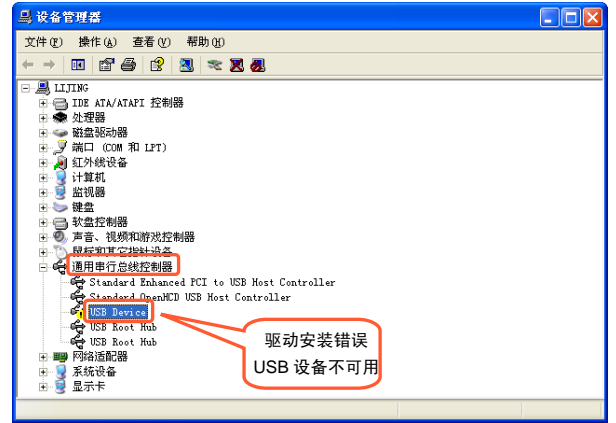 设备管理器
文件(F) 操作(A) 查看(V) 帮助(H)
LIJING
IDE ATA/ATAPI 控制器
处理器
磁盘驱动器
端口 (COM 和 LPT)
红外线设备
计算机
监视器
键盘
软盘控制器
声音、视频和游戏控制器
鼠标和其它指针设备
通用串行总线控制器
Standard Enhanced PCI to USB Host Controller
Standard OpenHCD USB Host Controller
USB Device
USB Root Hub
USB Root Hub
网络适配器
系统设备
显示卡
驱动安装错误
USB 设备不可用